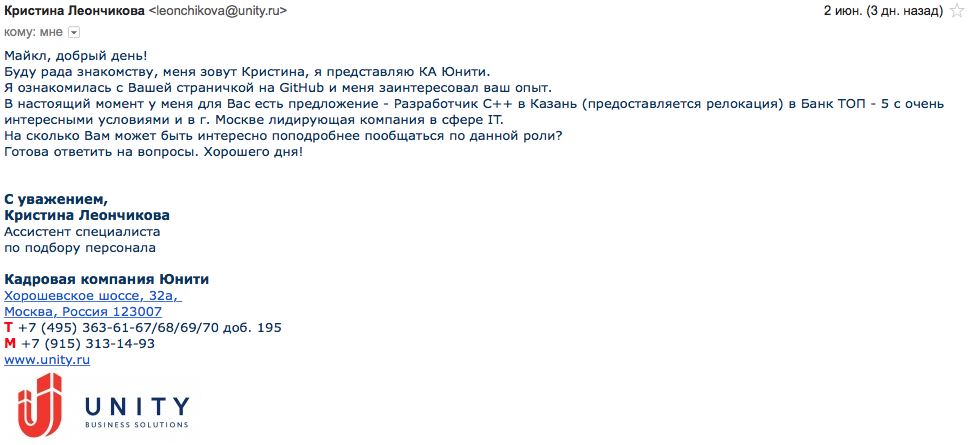 Кристина Леончикова <leonchikova@unity.ru> 2 июн. (3 дн. назад)
кому: мне
Майкл, добрый день!
Буду рада знакомству, меня зовут Кристина, я представляю КА Юнити.
Я ознакомилась с Вашей страничкой на GitHub и меня заинтересовал ваш опыт.
В настоящий момент у меня для Вас есть предложение - Разработчик C++ в Казань (предоставляется релокация) в Банк ТОП - 5 с очень
интересными условиями и в г. Москве лидирующая компания в сфере IT.
На сколько Вам может быть интересно поподробнее пообщаться по данной роли?
Готова ответить на вопросы. Хорошего дня!
С уважением,
Кристина Леончикова
Ассистент специалиста
по подбору персонала
Кадровая компания Юнити
Хорошевское шоссе, 32а,
Москва, Россия 123007
T +7 (495) 363-61-67/68/69/70 доб. 195
M +7 (915) 313-14-93
www.unity.ru
UNITY
BUSINESS SOLUTIONS